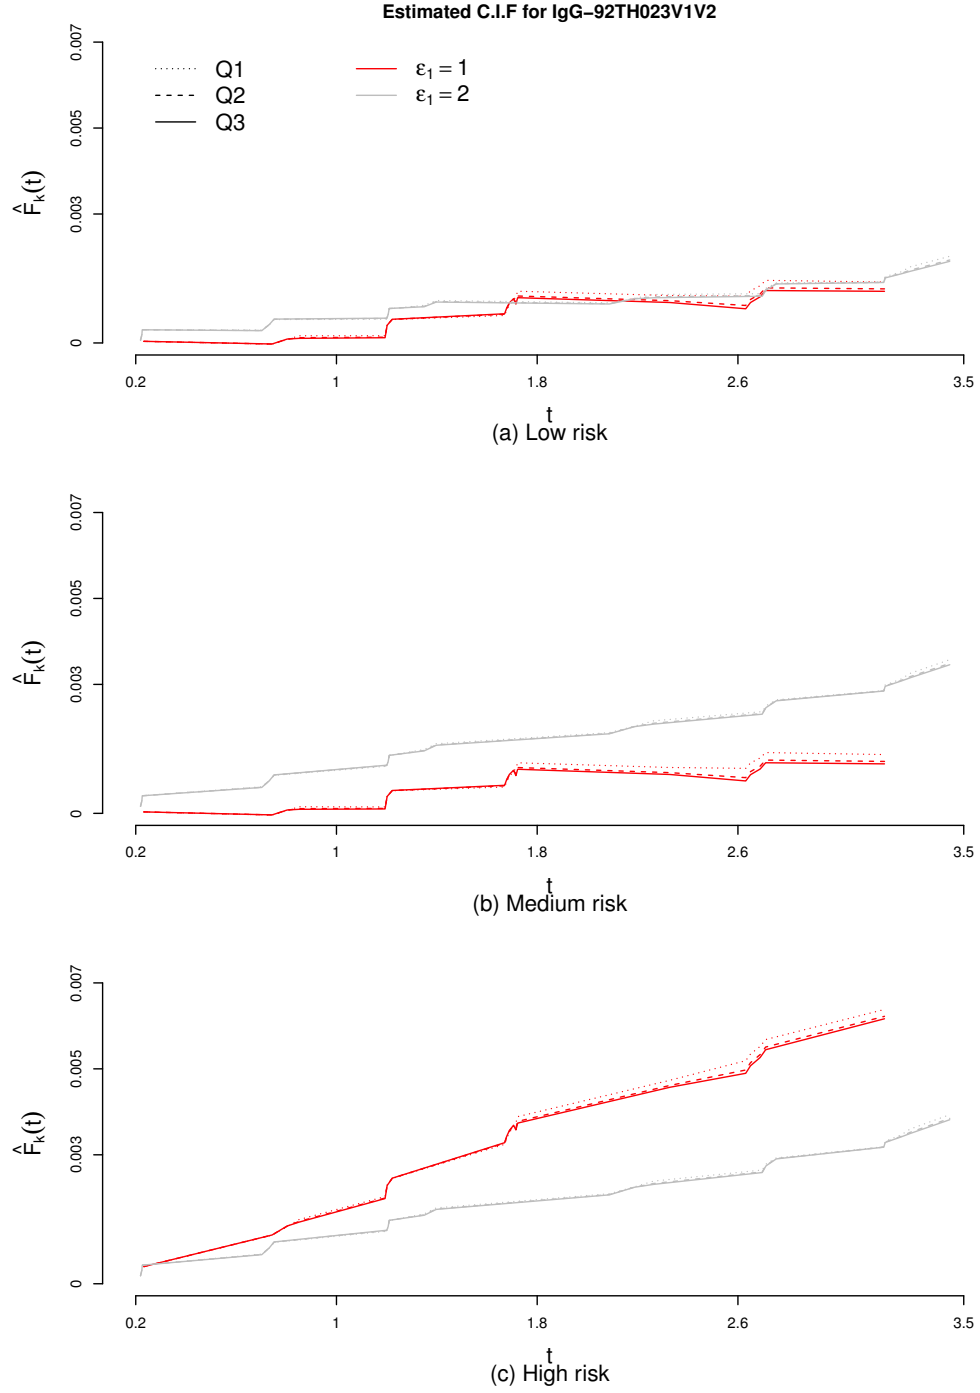 Estimated C.I.F for IgG−92TH023V1V2
Q1
Q2
Q3
ε₁ = 1
ε₁ = 2
F̂ₖ(t)
0 0.003 0.005 0.007
0.2 1 1.8 2.6 3.5
t
(a) Low risk
F̂ₖ(t)
0 0.003 0.005 0.007
0.2 1 1.8 2.6 3.5
t
(b) Medium risk
F̂ₖ(t)
0 0.003 0.005 0.007
0.2 1 1.8 2.6 3.5
t
(c) High risk